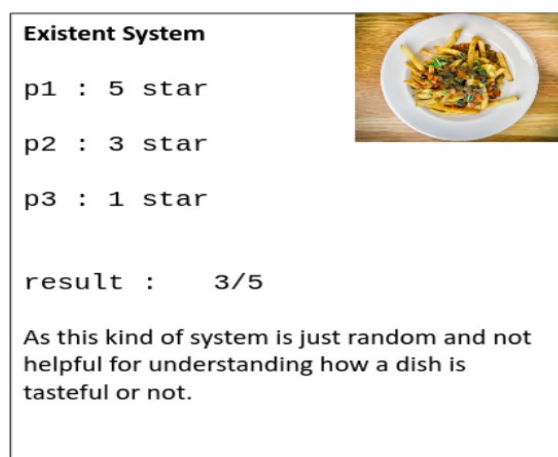 Existent System
p1 : 5 star
p2 : 3 star
p3 : 1 star
result :   3/5
As this kind of system is just random and not
helpful for understanding how a dish is
tasteful or not.